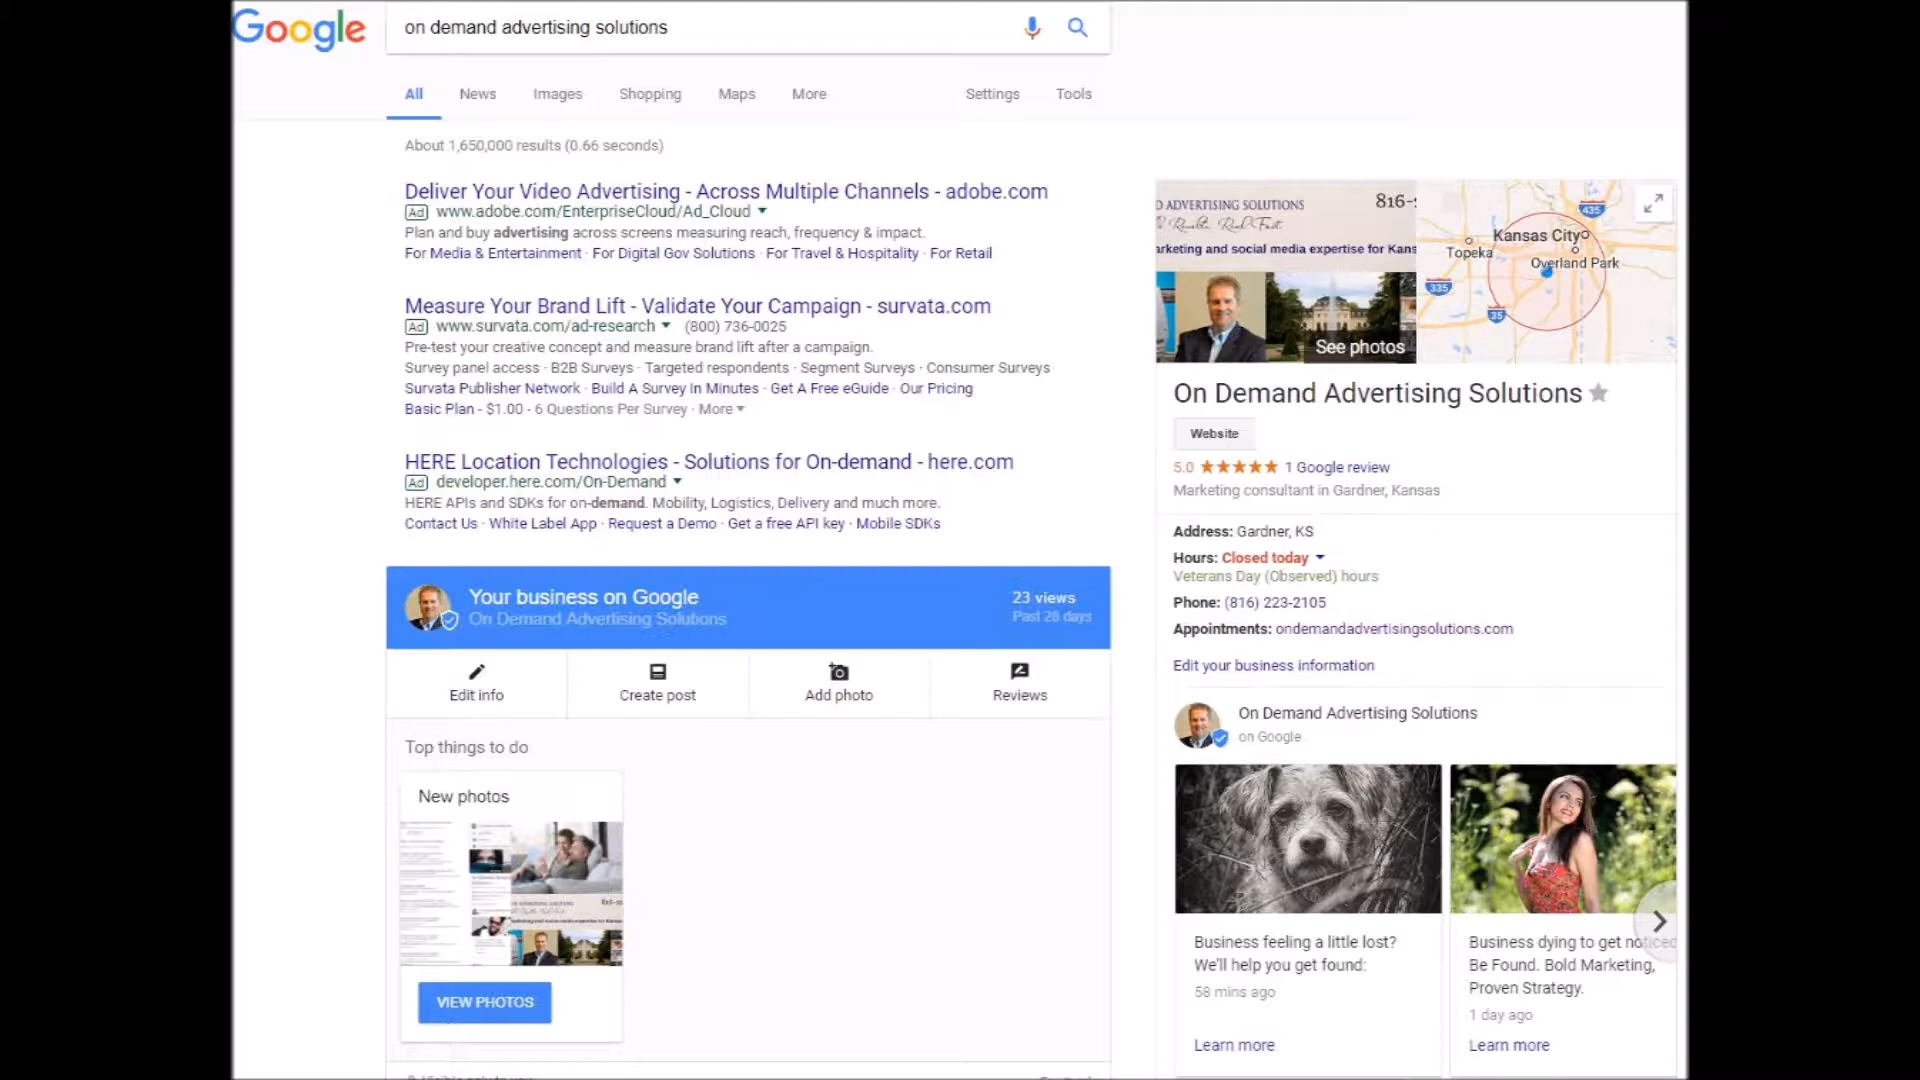 Google
on demand advertising solutions
All News Images Shopping Maps More Settings Tools
About 1,650,000 results (0.66 seconds)
Deliver Your Video Advertising - Across Multiple Channels - adobe.com
Ad www.adobe.com/EnterpriseCloud/Ad_Cloud
Plan and buy advertising across screens measuring reach, frequency & impact.
For Media & Entertainment · For Digital Gov Solutions · For Travel & Hospitality · For Retail
Measure Your Brand Lift - Validate Your Campaign - survata.com
Ad www.survata.com/ad-research (800) 736-0025
Pre-test your creative concept and measure brand lift after a campaign.
Survey panel access · B2B Surveys · Targeted respondents · Segment Surveys · Consumer Surveys
Survata Publisher Network · Build A Survey In Minutes · Get A Free eGuide · Our Pricing
Basic Plan - $1.00 - 6 Questions Per Survey · More
HERE Location Technologies - Solutions for On-demand - here.com
Ad developer.here.com/On-Demand
HERE APIs and SDKs for on-demand. Mobility, Logistics, Delivery and much more.
Contact Us · White Label App · Request a Demo · Get a free API key · Mobile SDKs
Your business on Google
On Demand Advertising Solutions
23 views
Past 28 days
Edit info
Create post
Add photo
Reviews
Top things to do
New photos
VIEW PHOTOS
D ADVERTISING SOLUTIONS 816-
arketing and social media expertise for Kans
See photos
435
Kansas City
Topeka
Overland Park
335
35
On Demand Advertising Solutions
Website
5.0 1 Google review
Marketing consultant in Gardner, Kansas
Address: Gardner, KS
Hours: Closed today
Veterans Day (Observed) hours
Phone: (816) 223-2105
Appointments: ondemandadvertisingsolutions.com
Edit your business information
On Demand Advertising Solutions
on Google
Business feeling a little lost?
We'll help you get found:
58 mins ago
Learn more
Business dying to get noticed
Be Found. Bold Marketing,
Proven Strategy.
1 day ago
Learn more